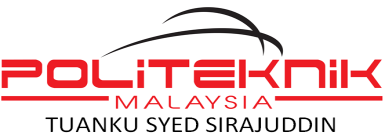 POLiTEKNiK
MALAYSIA
TUANKU SYED SIRAJUDDIN